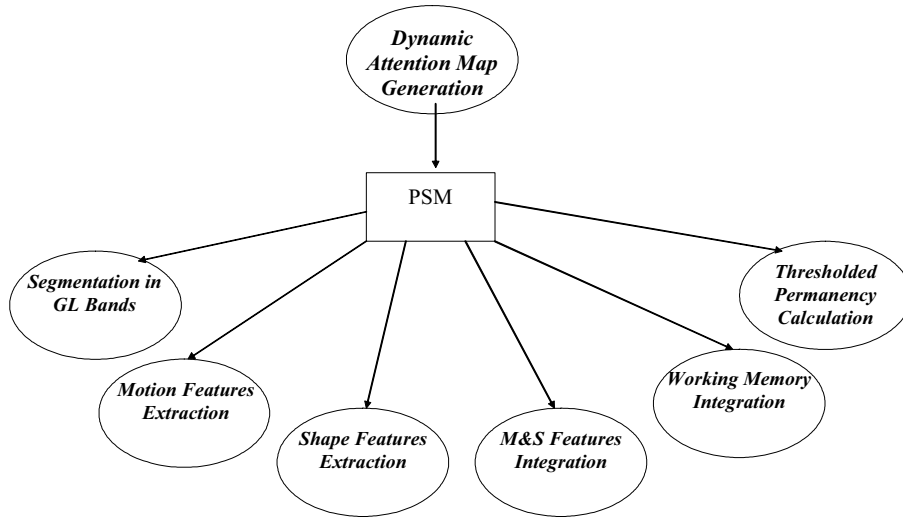 Dynamic
Attention Map
Generation
PSM
Segmentation in
GL Bands
Motion Features
Extraction
Shape Features
Extraction
M&S Features
Integration
Working Memory
Integration
Thresholded
Permanency
Calculation